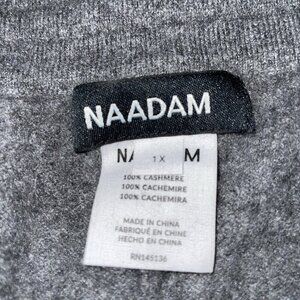 NAADAM
NA 1X M
100% CASHMERE
100% CACHEMIRE
100% CACHEMIRA
MADE IN CHINA
FABRIQUÉ EN CHINE
HECHO EN CHINA
RN145136